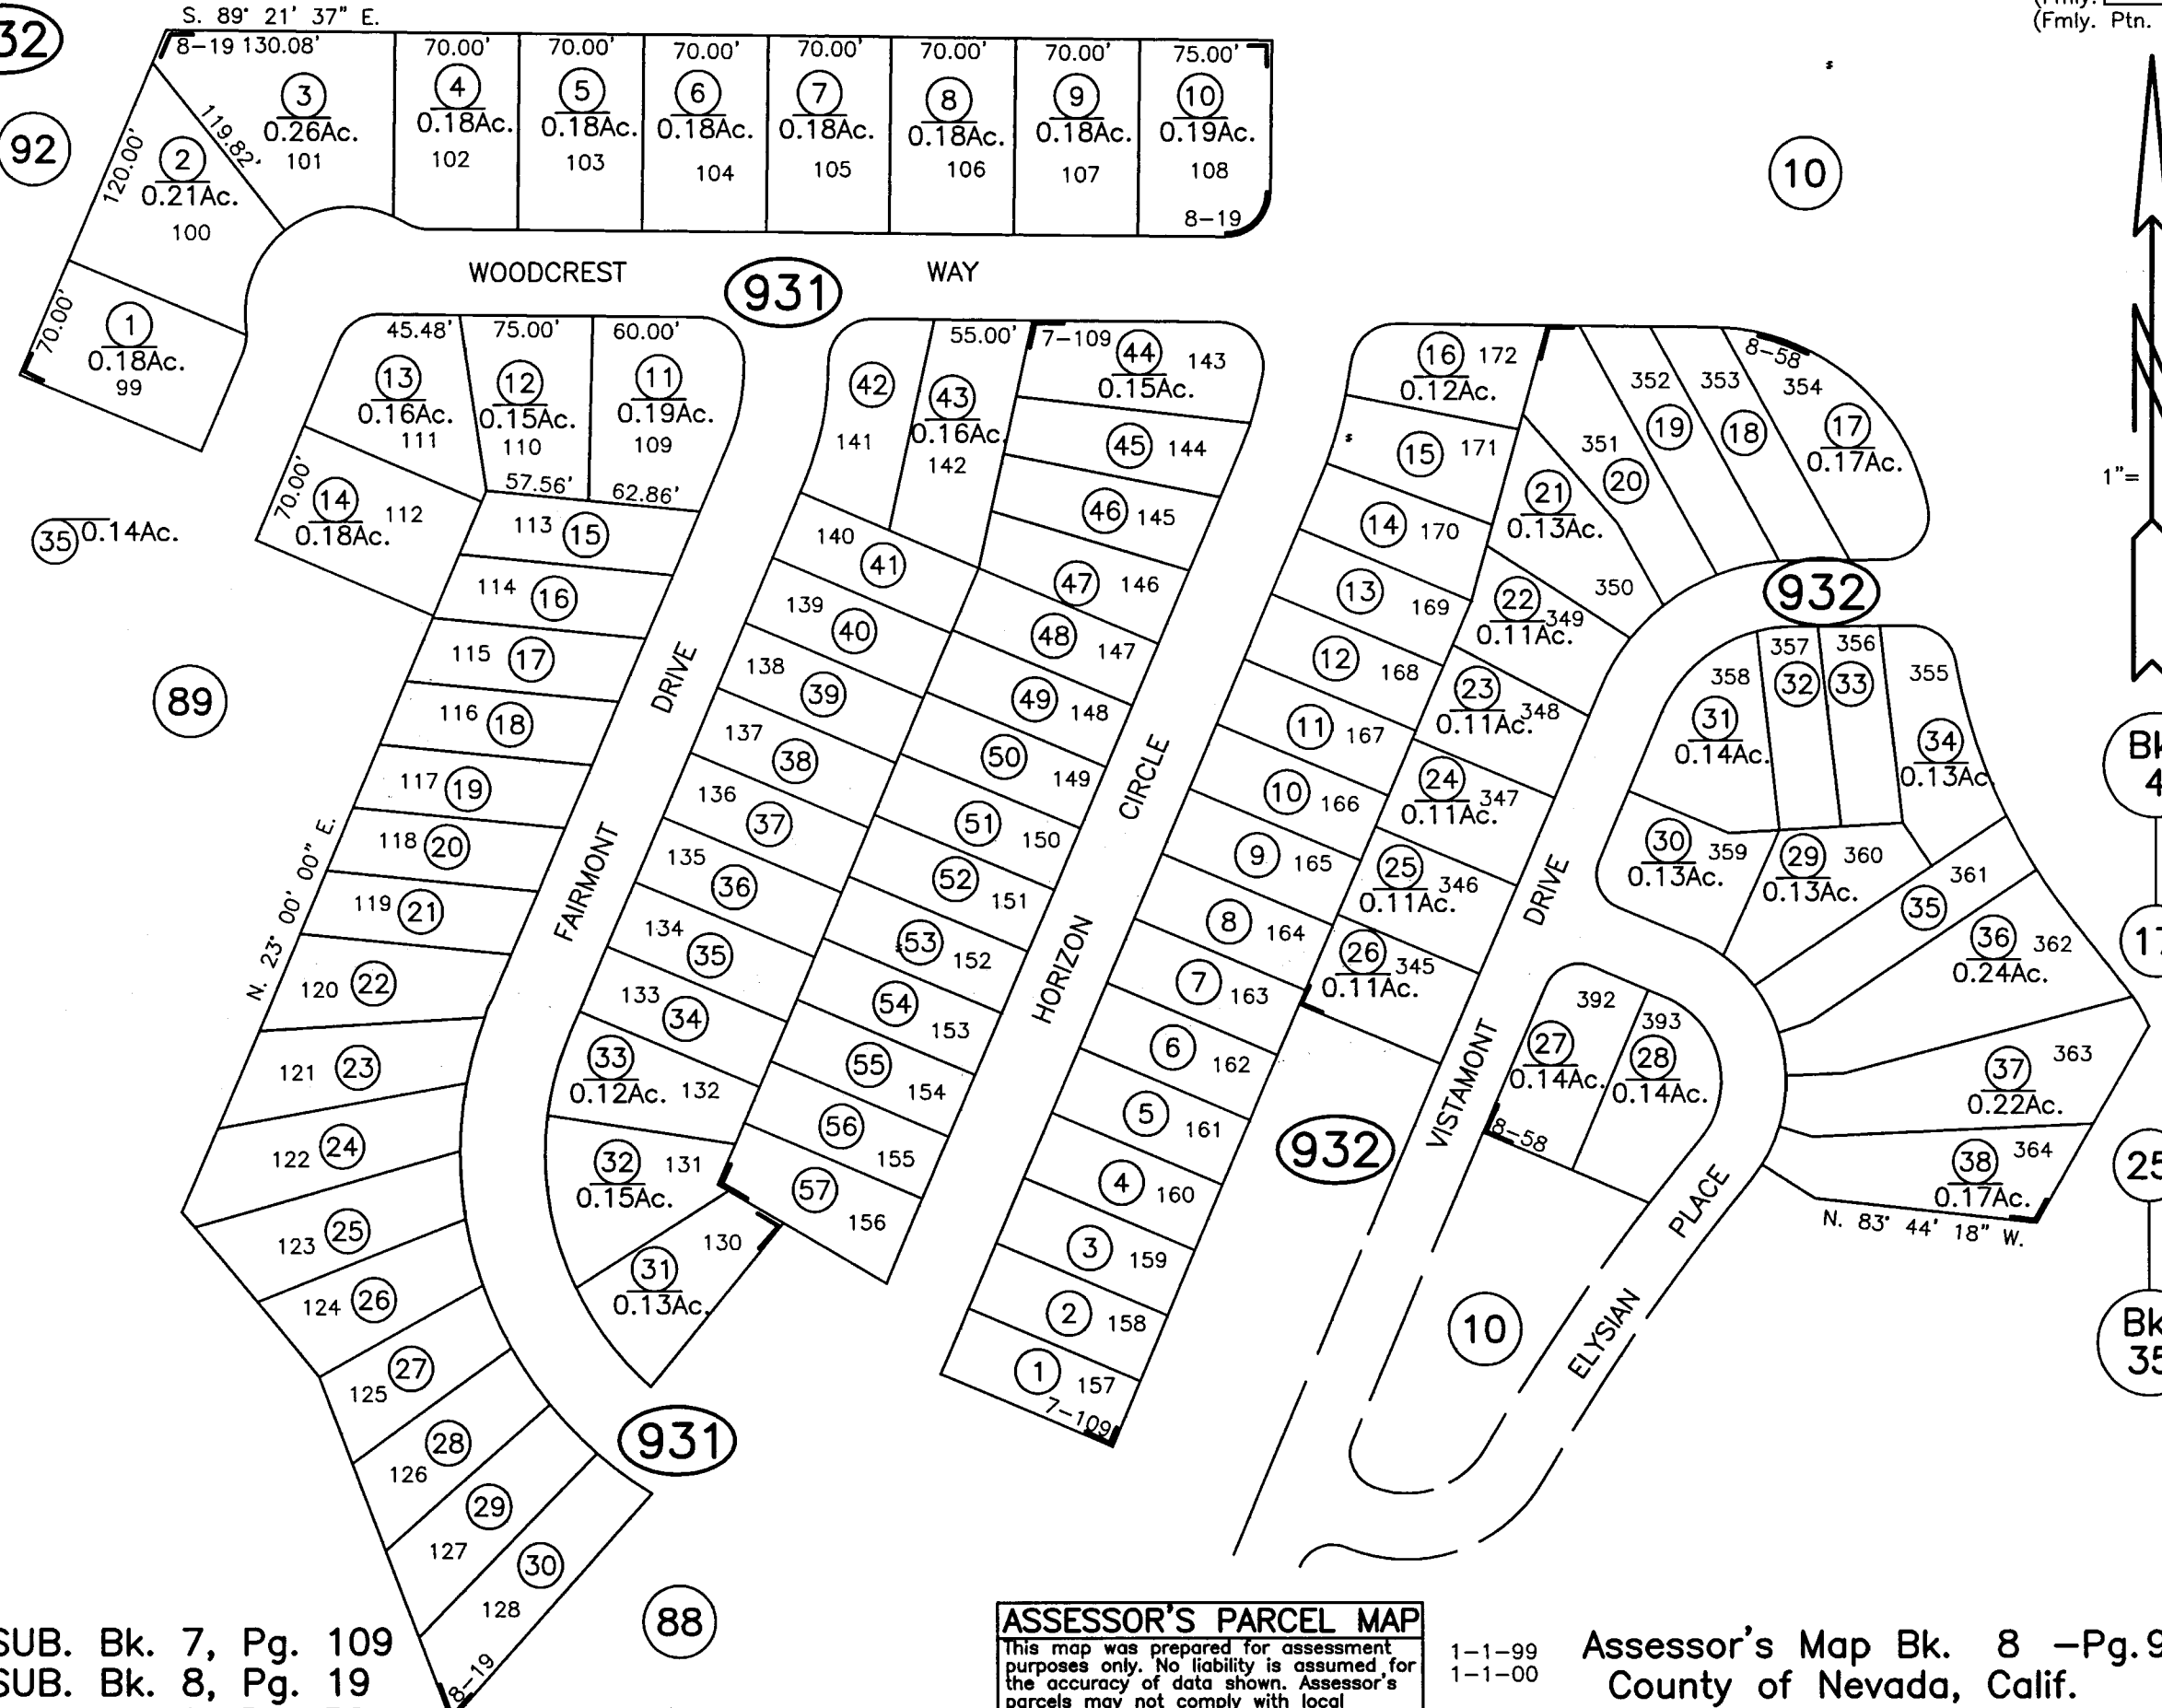 S. 89° 21' 37" E.
(Fmly. Ptn.
32
8-19 130.08' 70.00' 70.00' 70.00' 70.00' 70.00' 70.00' 75.00'
3 4 5 6 7 8 9 10
0.26Ac. 0.18Ac. 0.18Ac. 0.18Ac. 0.18Ac. 0.18Ac. 0.18Ac. 0.19Ac.
101 102 103 104 105 106 107 108
8-19
92
120.00' 119.82'
2
0.21Ac.
100
10
WOODCREST WAY
931
70.00'
1
0.18Ac.
99
45.48' 75.00' 60.00'
13 12 11
0.16Ac. 0.15Ac. 0.19Ac.
111 110 109
57.56' 62.86'
70.00'
14 112
0.18Ac.
35 0.14Ac.
89
N. 23° 00' 00" E.
113 15
114 16
115 17
116 18
117 19
118 20
119 21
120 22
121 23
122 24
123 25
124 26
125 27
126 28
127 29
128 30
8-19
FAIRMONT DRIVE
42
141
55.00'
43
0.16Ac.
142
140 41
139 40
138 39
137 38
136 37
135 36
134 35
133 34
33
0.12Ac. 132
32 131
0.15Ac.
130
31
0.13Ac.
931
88
7-109 44 143
0.15Ac.
45 144
46 145
47 146
48 147
49 148
50 149
51 150
52 151
53 152
54 153
55 154
56 155
57 156
HORIZON CIRCLE
16 172
0.12Ac.
15 171
14 170
13 169
12 168
11 167
10 166
9 165
8 164
7 163
6 162
5 161
4 160
3 159
2 158
1 157
7-109
8-58
352 353 354
19 18 17
0.17Ac.
351
20
21
0.13Ac.
350
22 349
0.11Ac.
23 348
0.11Ac.
24 347
0.11Ac.
25 346
0.11Ac.
26 345
0.11Ac.
932
VISTAMONT DRIVE
932
357 356 355
358 32 33
31 34
0.14Ac. 0.13Ac.
30 359 29 360
0.13Ac. 0.13Ac.
361
35
36 362
0.24Ac.
37 363
0.22Ac.
38 364
0.17Ac.
N. 83° 44' 18" W.
392 393
27 28
0.14Ac. 0.14Ac.
8-58
10
ELYSIAN PLACE
1"=
SUB. Bk. 7, Pg. 109
SUB. Bk. 8, Pg. 19
ASSESSOR'S PARCEL MAP
This map was prepared for assessment
purposes only. No liability is assumed for
the accuracy of data shown. Assessor's
parcels may not comply with local
1-1-99
1-1-00
Assessor's Map Bk. 8 -Pg. 9
County of Nevada, Calif.